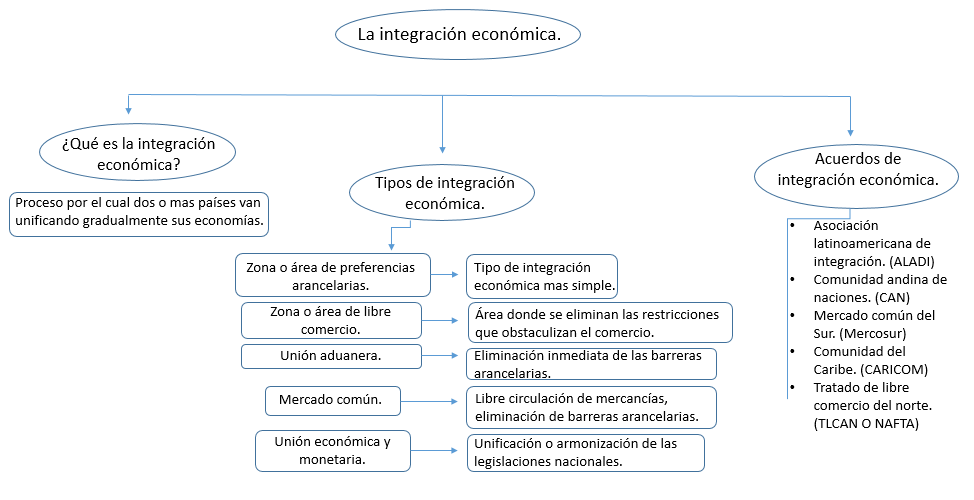 La integración económica.
¿Qué es la integración
económica?
Proceso por el cual dos o mas países van
unificando gradualmente sus economías.
Tipos de integración
económica.
Zona o área de preferencias
arancelarias.
Tipo de integración
económica mas simple.
Zona o área de libre
comercio.
Área donde se eliminan las restricciones
que obstaculizan el comercio.
Unión aduanera.
Eliminación inmediata de las barreras
arancelarias.
Mercado común.
Libre circulación de mercancías,
eliminación de barreras arancelarias.
Unión económica y
monetaria.
Unificación o armonización de las
legislaciones nacionales.
Acuerdos de
integración económica.
• Asociación
latinoamericana de
integración. (ALADI)
• Comunidad andina de
naciones. (CAN)
• Mercado común del
Sur. (Mercosur)
• Comunidad del
Caribe. (CARICOM)
• Tratado de libre
comercio del norte.
(TLCAN O NAFTA)